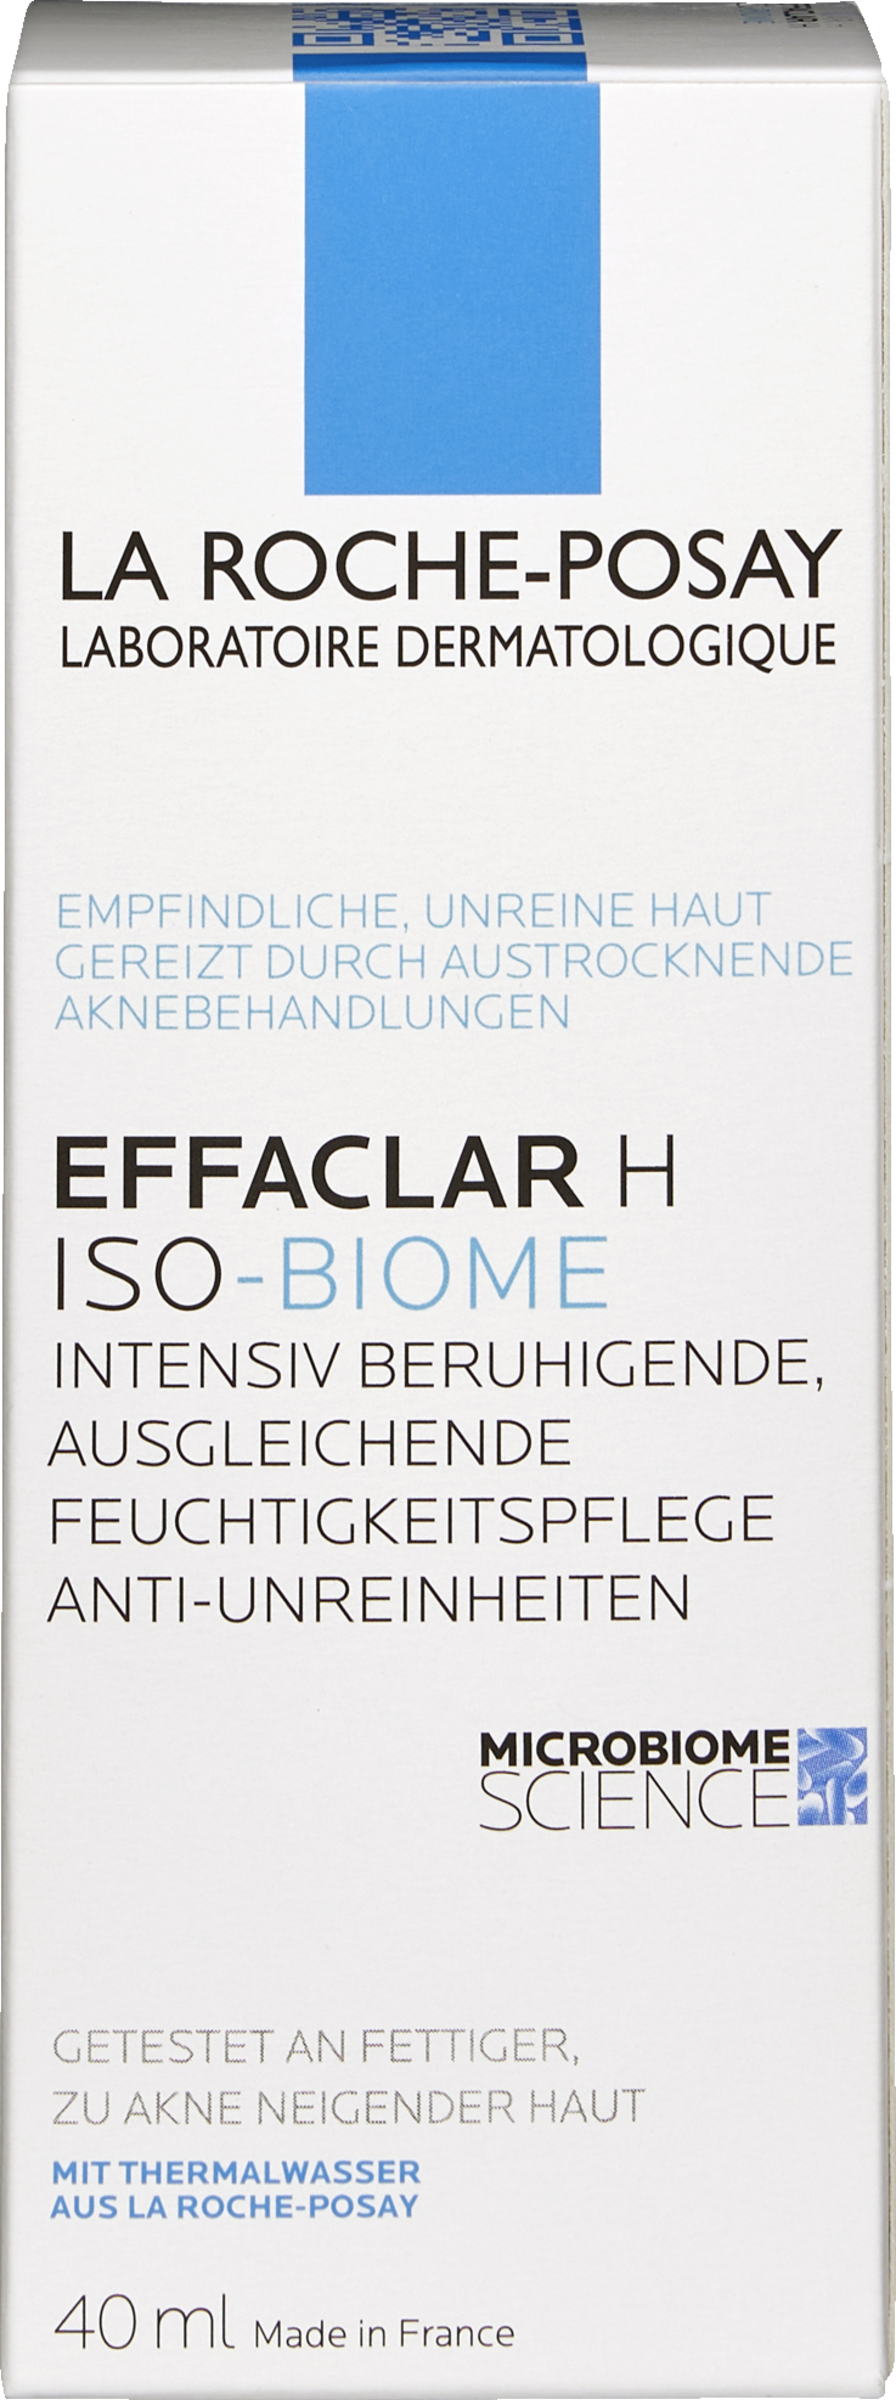 LA ROCHE-POSAY
LABORATOIRE DERMATOLOGIQUE
EMPFINDLICHE, UNREINE HAUT
GEREIZT DURCH AUSTROCKNENDE
AKNEBEHANDLUNGEN
EFFACLAR H
ISO-BIOME
INTENSIV BERUHIGENDE,
AUSGLEICHENDE
FEUCHTIGKEITSPFLEGE
ANTI-UNREINHEITEN
MICROBIOME
SCIENCE
GETESTET AN FETTIGER,
ZU AKNE NEIGENDER HAUT
MIT THERMALWASSER
AUS LA ROCHE-POSAY
40 ml Made in France